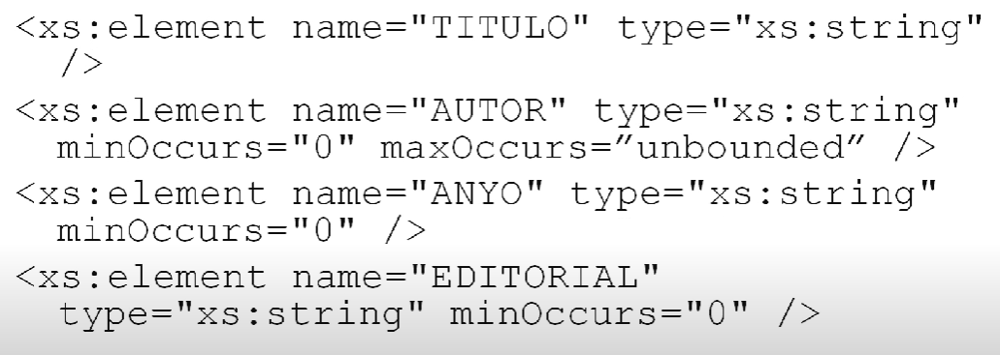 <xs:element name="TITULO" type="xs:string"
/>
<xs:element name="AUTOR" type="xs:string"
minOccurs="0" maxOccurs=”unbounded” />
<xs:element name="ANYO" type="xs:string"
minOccurs="0" />
<xs:element name="EDITORIAL"
type="xs:string" minOccurs="0" />